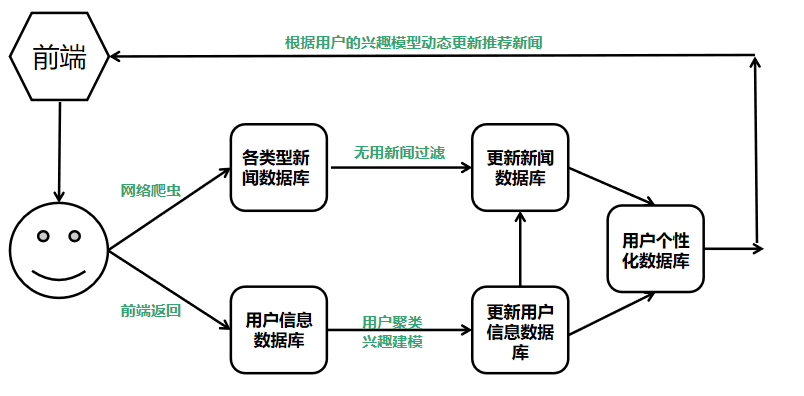 根据用户的兴趣模型动态更新推荐新闻
前端
各类型新
闻数据库
无用新闻过滤
更新新闻
数据库
网络爬虫
用户个性
化数据库
前端返回
用户信息
数据库
用户聚类
兴趣建模
更新用户
信息数据
库